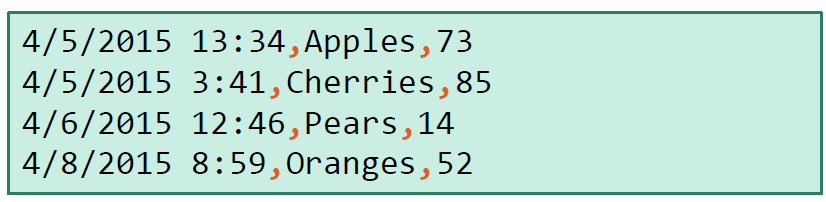 4/5/2015 13:34,Apples,73
4/5/2015 3:41,Cherries,85
4/6/2015 12:46,Pears,14
4/8/2015 8:59,Oranges,52